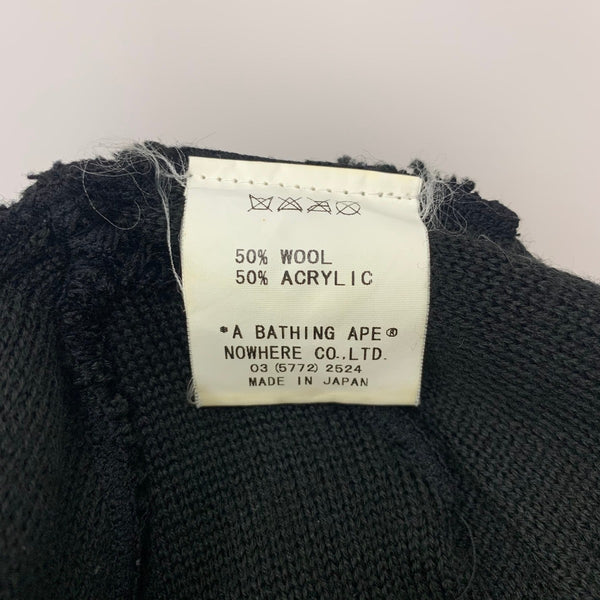 50% WOOL
50% ACRYLIC
*A BATHING APE®
NOWHERE CO.,LTD.
03 (5772) 2524
MADE IN JAPAN